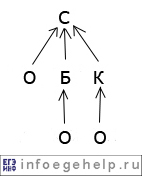 С
О Б К
О О
ЕГЭ ИНФ infoegehelp.ru